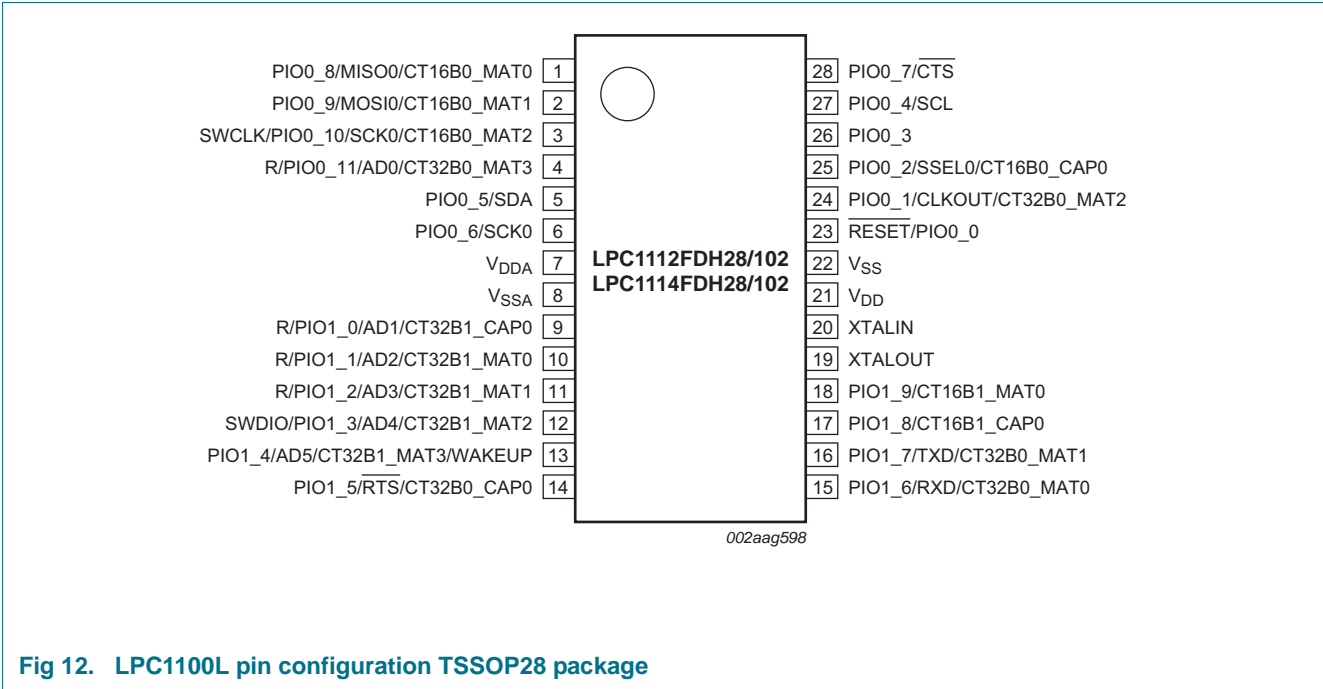 PIO0_8/MISO0/CT16B0_MAT0 1
PIO0_9/MOSI0/CT16B0_MAT1 2
SWCLK/PIO0_10/SCK0/CT16B0_MAT2 3
R/PIO0_11/AD0/CT32B0_MAT3 4
PIO0_5/SDA 5
PIO0_6/SCK0 6
VDDA 7
VSSA 8
R/PIO1_0/AD1/CT32B1_CAP0 9
R/PIO1_1/AD2/CT32B1_MAT0 10
R/PIO1_2/AD3/CT32B1_MAT1 11
SWDIO/PIO1_3/AD4/CT32B1_MAT2 12
PIO1_4/AD5/CT32B1_MAT3/WAKEUP 13
PIO1_5/RTS/CT32B0_CAP0 14
LPC1112FDH28/102
LPC1114FDH28/102
28 PIO0_7/CTS
27 PIO0_4/SCL
26 PIO0_3
25 PIO0_2/SSEL0/CT16B0_CAP0
24 PIO0_1/CLKOUT/CT32B0_MAT2
23 RESET/PIO0_0
22 VSS
21 VDD
20 XTALIN
19 XTALOUT
18 PIO1_9/CT16B1_MAT0
17 PIO1_8/CT16B1_CAP0
16 PIO1_7/TXD/CT32B0_MAT1
15 PIO1_6/RXD/CT32B0_MAT0
002aag598
Fig 12. LPC1100L pin configuration TSSOP28 package